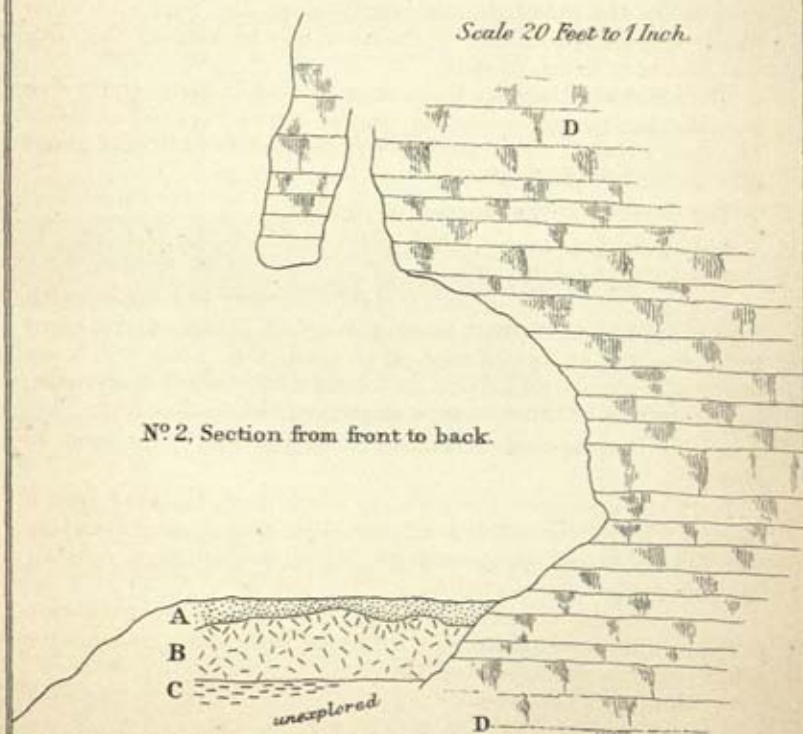 Scale 20 Feet to 1 Inch.
D
Nº 2, Section from front to back.
A
B
C
unexplored
D